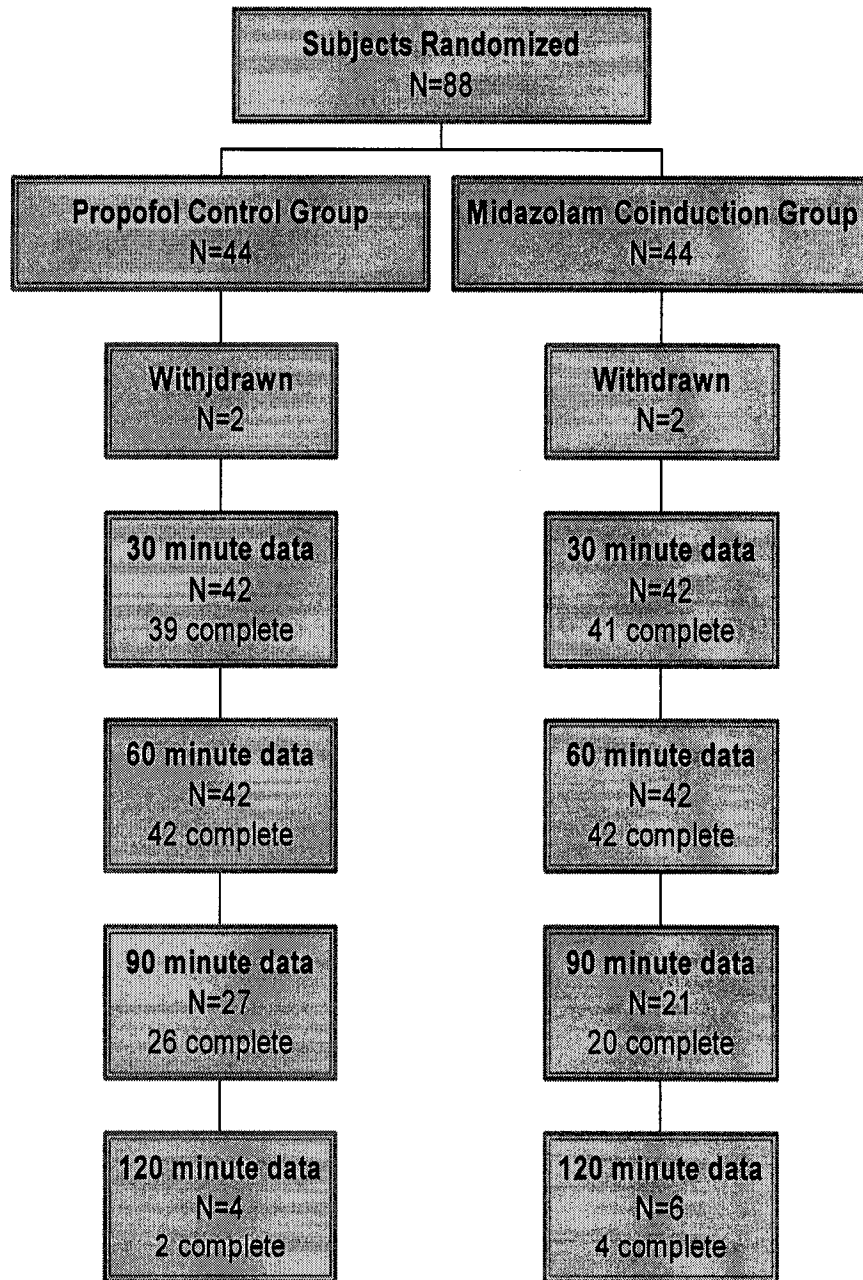 Subjects Randomized
N=88
Propofol Control Group
N=44
Midazolam Coinduction Group
N=44
Withjdrawn
N=2
Withdrawn
N=2
30 minute data
N=42
39 complete
30 minute data
N=42
41 complete
60 minute data
N=42
42 complete
60 minute data
N=42
42 complete
90 minute data
N=27
26 complete
90 minute data
N=21
20 complete
120 minute data
N=4
2 complete
120 minute data
N=6
4 complete